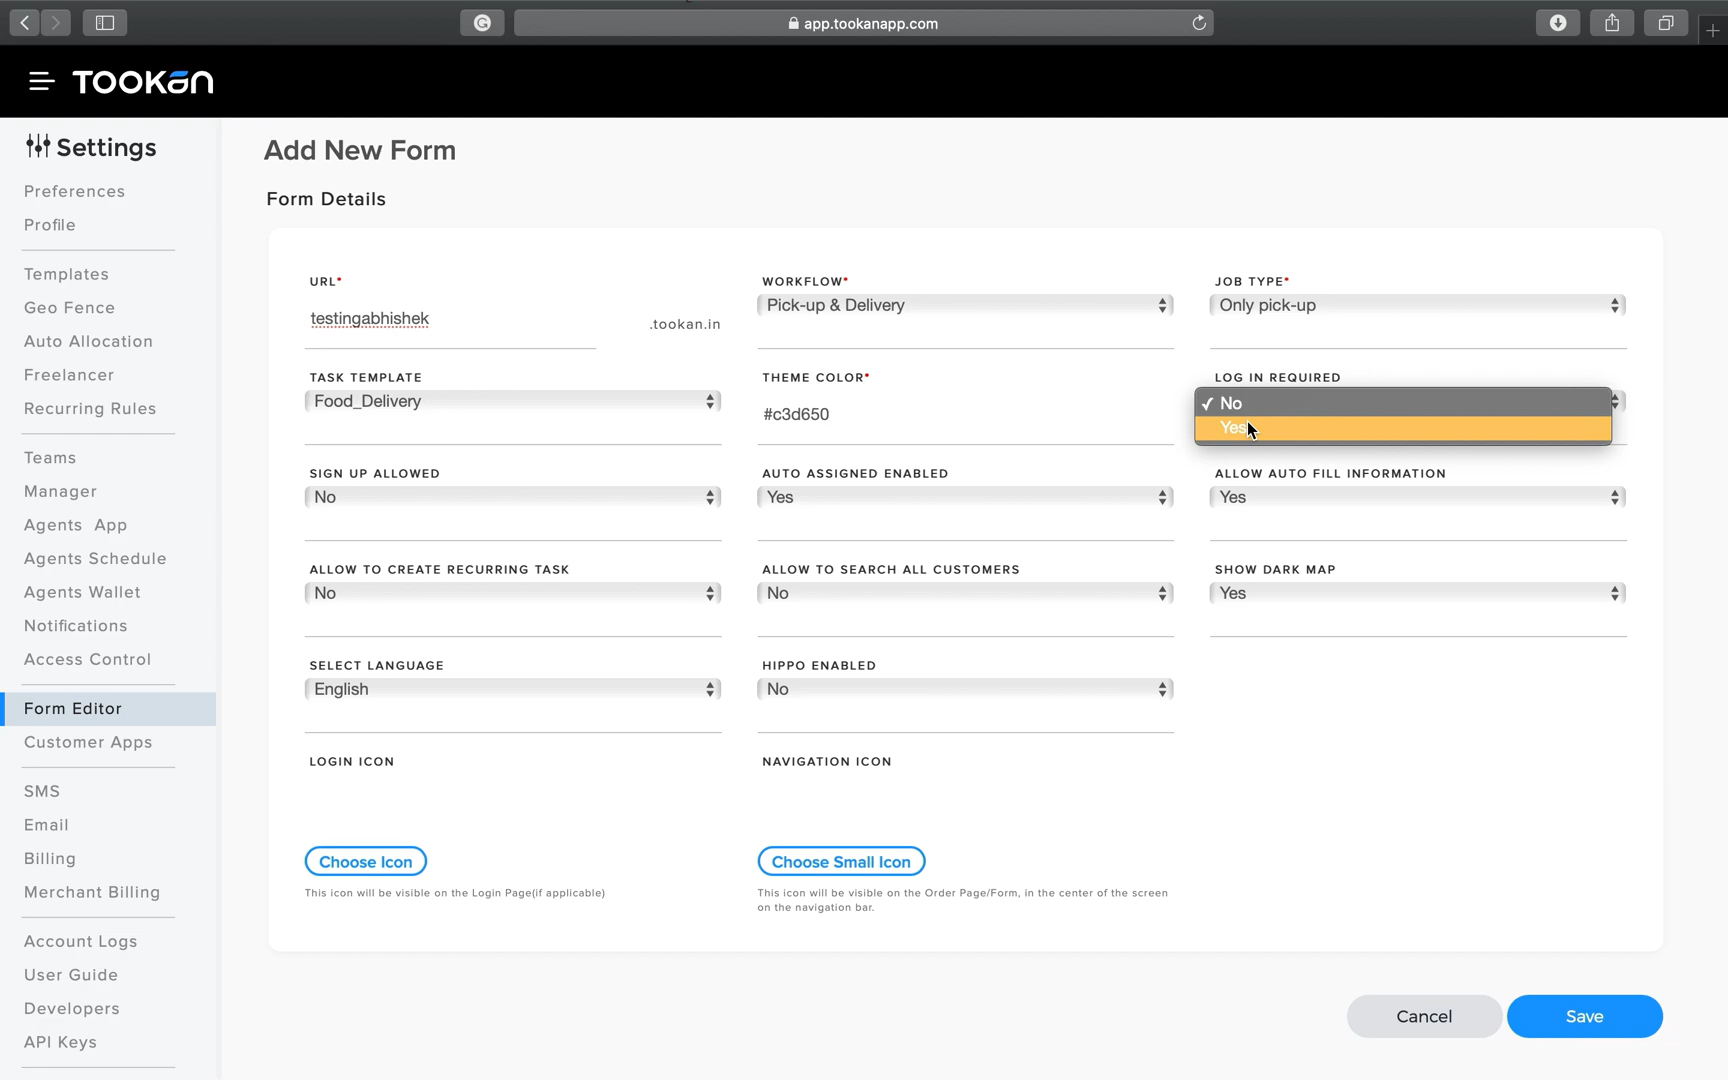 app.tookanapp.com
TOOKAN
Settings
Preferences
Profile
Templates
Geo Fence
Auto Allocation
Freelancer
Recurring Rules
Teams
Manager
Agents App
Agents Schedule
Agents Wallet
Notifications
Access Control
Form Editor
Customer Apps
SMS
Email
Billing
Merchant Billing
Account Logs
User Guide
Developers
API Keys
Add New Form
Form Details
URL*
testingabhishek
.tookan.in
WORKFLOW*
Pick-up & Delivery
JOB TYPE*
Only pick-up
TASK TEMPLATE
Food_Delivery
THEME COLOR*
#c3d650
LOG IN REQUIRED
✓ No
Yes
SIGN UP ALLOWED
No
AUTO ASSIGNED ENABLED
Yes
ALLOW AUTO FILL INFORMATION
Yes
ALLOW TO CREATE RECURRING TASK
No
ALLOW TO SEARCH ALL CUSTOMERS
No
SHOW DARK MAP
Yes
SELECT LANGUAGE
English
HIPPO ENABLED
No
LOGIN ICON
Choose Icon
This icon will be visible on the Login Page(if applicable)
NAVIGATION ICON
Choose Small Icon
This icon will be visible on the Order Page/Form, in the center of the screen
on the navigation bar.
Cancel
Save